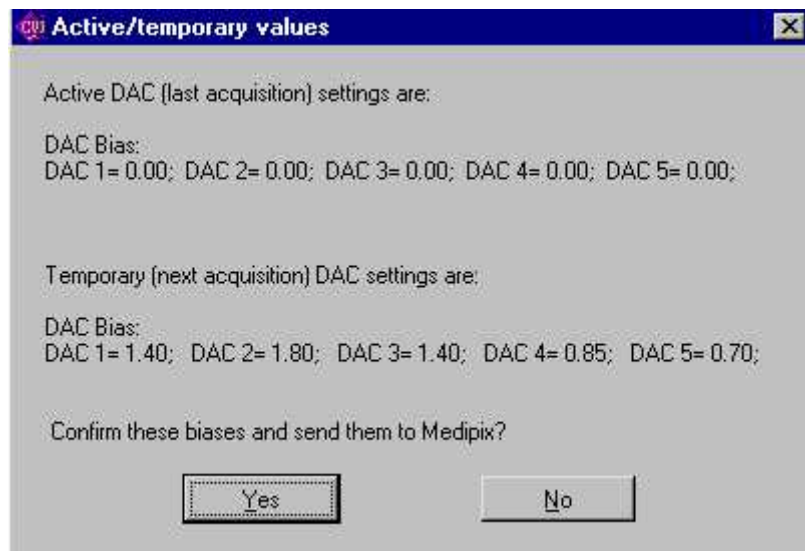 CVI Active/temporary values
Active DAC (last acquisition) settings are:
DAC Bias:
DAC 1= 0.00; DAC 2= 0.00; DAC 3= 0.00; DAC 4= 0.00; DAC 5= 0.00;
Temporary (next acquisition) DAC settings are:
DAC Bias:
DAC 1= 1.40; DAC 2= 1.80; DAC 3= 1.40; DAC 4= 0.85; DAC 5= 0.70;
Confirm these biases and send them to Medipix?
Yes No